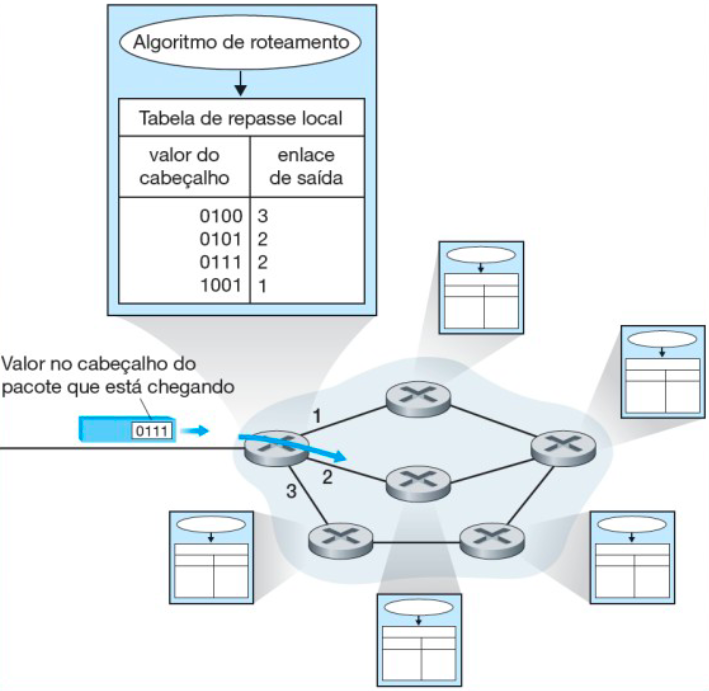 Algoritmo de roteamento
Tabela de repasse local
valor do
cabeçalho
enlace
de saída
0100 3
0101 2
0111 2
1001 1
Valor no cabeçalho do
pacote que está chegando
0111
1
2
3